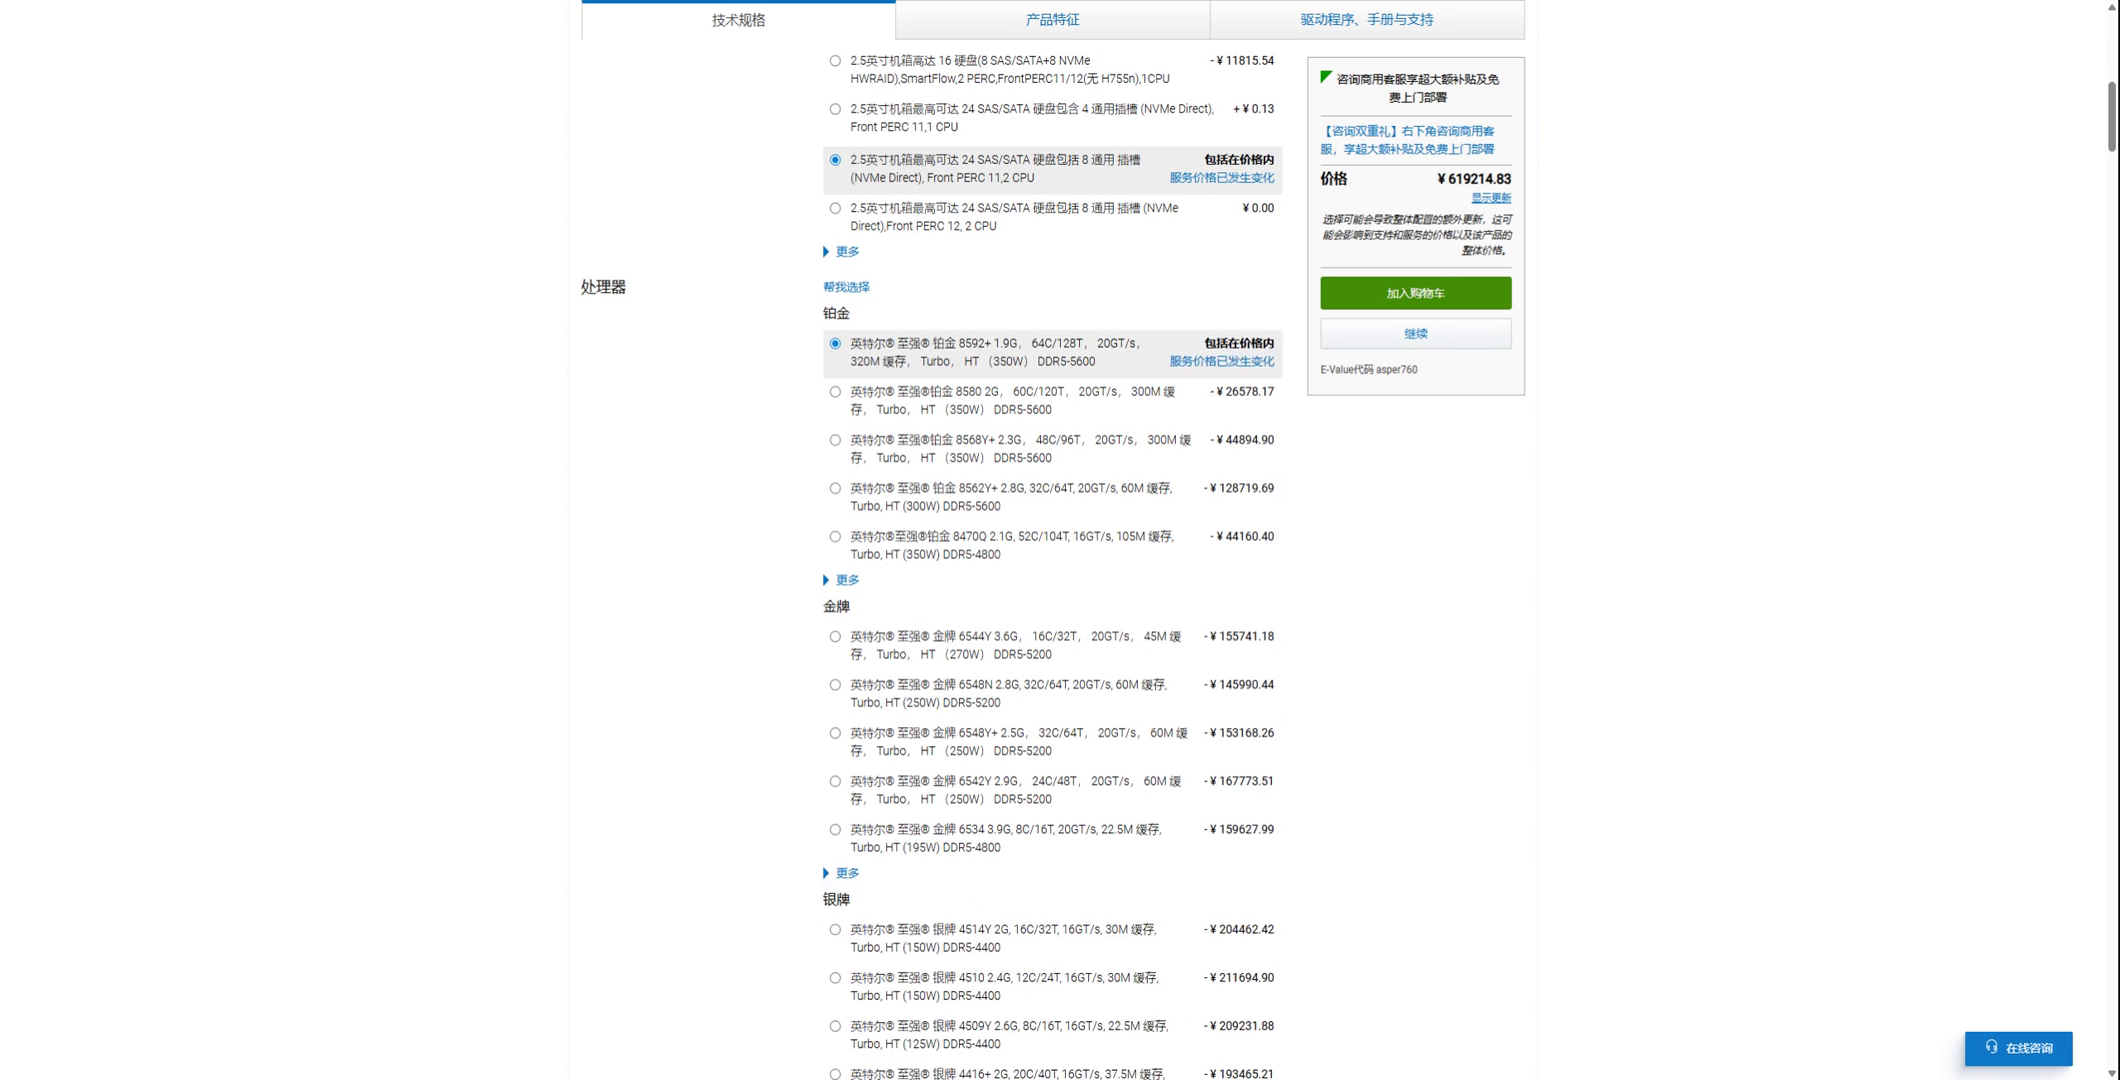 技术规格
产品特征
驱动程序、手册与支持
2.5英寸机箱高达 16 硬盘(8 SAS/SATA+8 NVMe
- ¥ 11815.54
HWRAID),SmartFlow,2 PERC,FrontPERC11/12(无 H755n),1CPU
2.5英寸机箱最高可达 24 SAS/SATA 硬盘包含 4 通用插槽 (NVMe Direct),
+ ¥ 0.13
Front PERC 11,1 CPU
2.5英寸机箱最高可达 24 SAS/SATA 硬盘包括 8 通用 插槽
包括在价格内
(NVMe Direct), Front PERC 11,2 CPU
服务价格已发生变化
2.5英寸机箱最高可达 24 SAS/SATA 硬盘包括 8 通用 插槽 (NVMe
¥ 0.00
Direct),Front PERC 12, 2 CPU
更多
处理器
帮我选择
铂金
英特尔® 至强® 铂金 8592+ 1.9G， 64C/128T， 20GT/s，
包括在价格内
320M 缓存， Turbo， HT （350W） DDR5-5600
服务价格已发生变化
英特尔® 至强®铂金 8580 2G， 60C/120T， 20GT/s， 300M 缓
- ¥ 26578.17
存， Turbo， HT （350W） DDR5-5600
英特尔® 至强®铂金 8568Y+ 2.3G， 48C/96T， 20GT/s， 300M 缓
- ¥ 44894.90
存， Turbo， HT （350W） DDR5-5600
英特尔® 至强® 铂金 8562Y+ 2.8G, 32C/64T, 20GT/s, 60M 缓存,
- ¥ 128719.69
Turbo, HT (300W) DDR5-5600
英特尔®至强®铂金 8470Q 2.1G, 52C/104T, 16GT/s, 105M 缓存,
- ¥ 44160.40
Turbo, HT (350W) DDR5-4800
更多
金牌
英特尔® 至强® 金牌 6544Y 3.6G， 16C/32T， 20GT/s， 45M 缓
- ¥ 155741.18
存， Turbo， HT （270W） DDR5-5200
英特尔® 至强® 金牌 6548N 2.8G, 32C/64T, 20GT/s, 60M 缓存,
- ¥ 145990.44
Turbo, HT (250W) DDR5-5200
英特尔® 至强® 金牌 6548Y+ 2.5G， 32C/64T， 20GT/s， 60M 缓
- ¥ 153168.26
存， Turbo， HT （250W） DDR5-5200
英特尔® 至强® 金牌 6542Y 2.9G， 24C/48T， 20GT/s， 60M 缓
- ¥ 167773.51
存， Turbo， HT （250W） DDR5-5200
英特尔® 至强® 金牌 6534 3.9G, 8C/16T, 20GT/s, 22.5M 缓存,
- ¥ 159627.99
Turbo, HT (195W) DDR5-4800
更多
银牌
英特尔® 至强® 银牌 4514Y 2G, 16C/32T, 16GT/s, 30M 缓存,
- ¥ 204462.42
Turbo, HT (150W) DDR5-4400
英特尔® 至强® 银牌 4510 2.4G, 12C/24T, 16GT/s, 30M 缓存,
- ¥ 211694.90
Turbo, HT (150W) DDR5-4400
英特尔® 至强® 银牌 4509Y 2.6G, 8C/16T, 16GT/s, 22.5M 缓存,
- ¥ 209231.88
Turbo, HT (125W) DDR5-4400
英特尔® 至强® 银牌 4416+ 2G, 20C/40T, 16GT/s, 37.5M 缓存,
- ¥ 193465.21
咨询商用客服享超大额补贴及免
费上门部署
【咨询双重礼】右下角咨询商用客
服，享超大额补贴及免费上门部署
价格
¥ 619214.83
显示更新
选择可能会导致整体配置的额外更新，这可
能会影响到支持和服务的价格以及该产品的
整体价格。
加入购物车
继续
E-Value代码 asper760
在线咨询